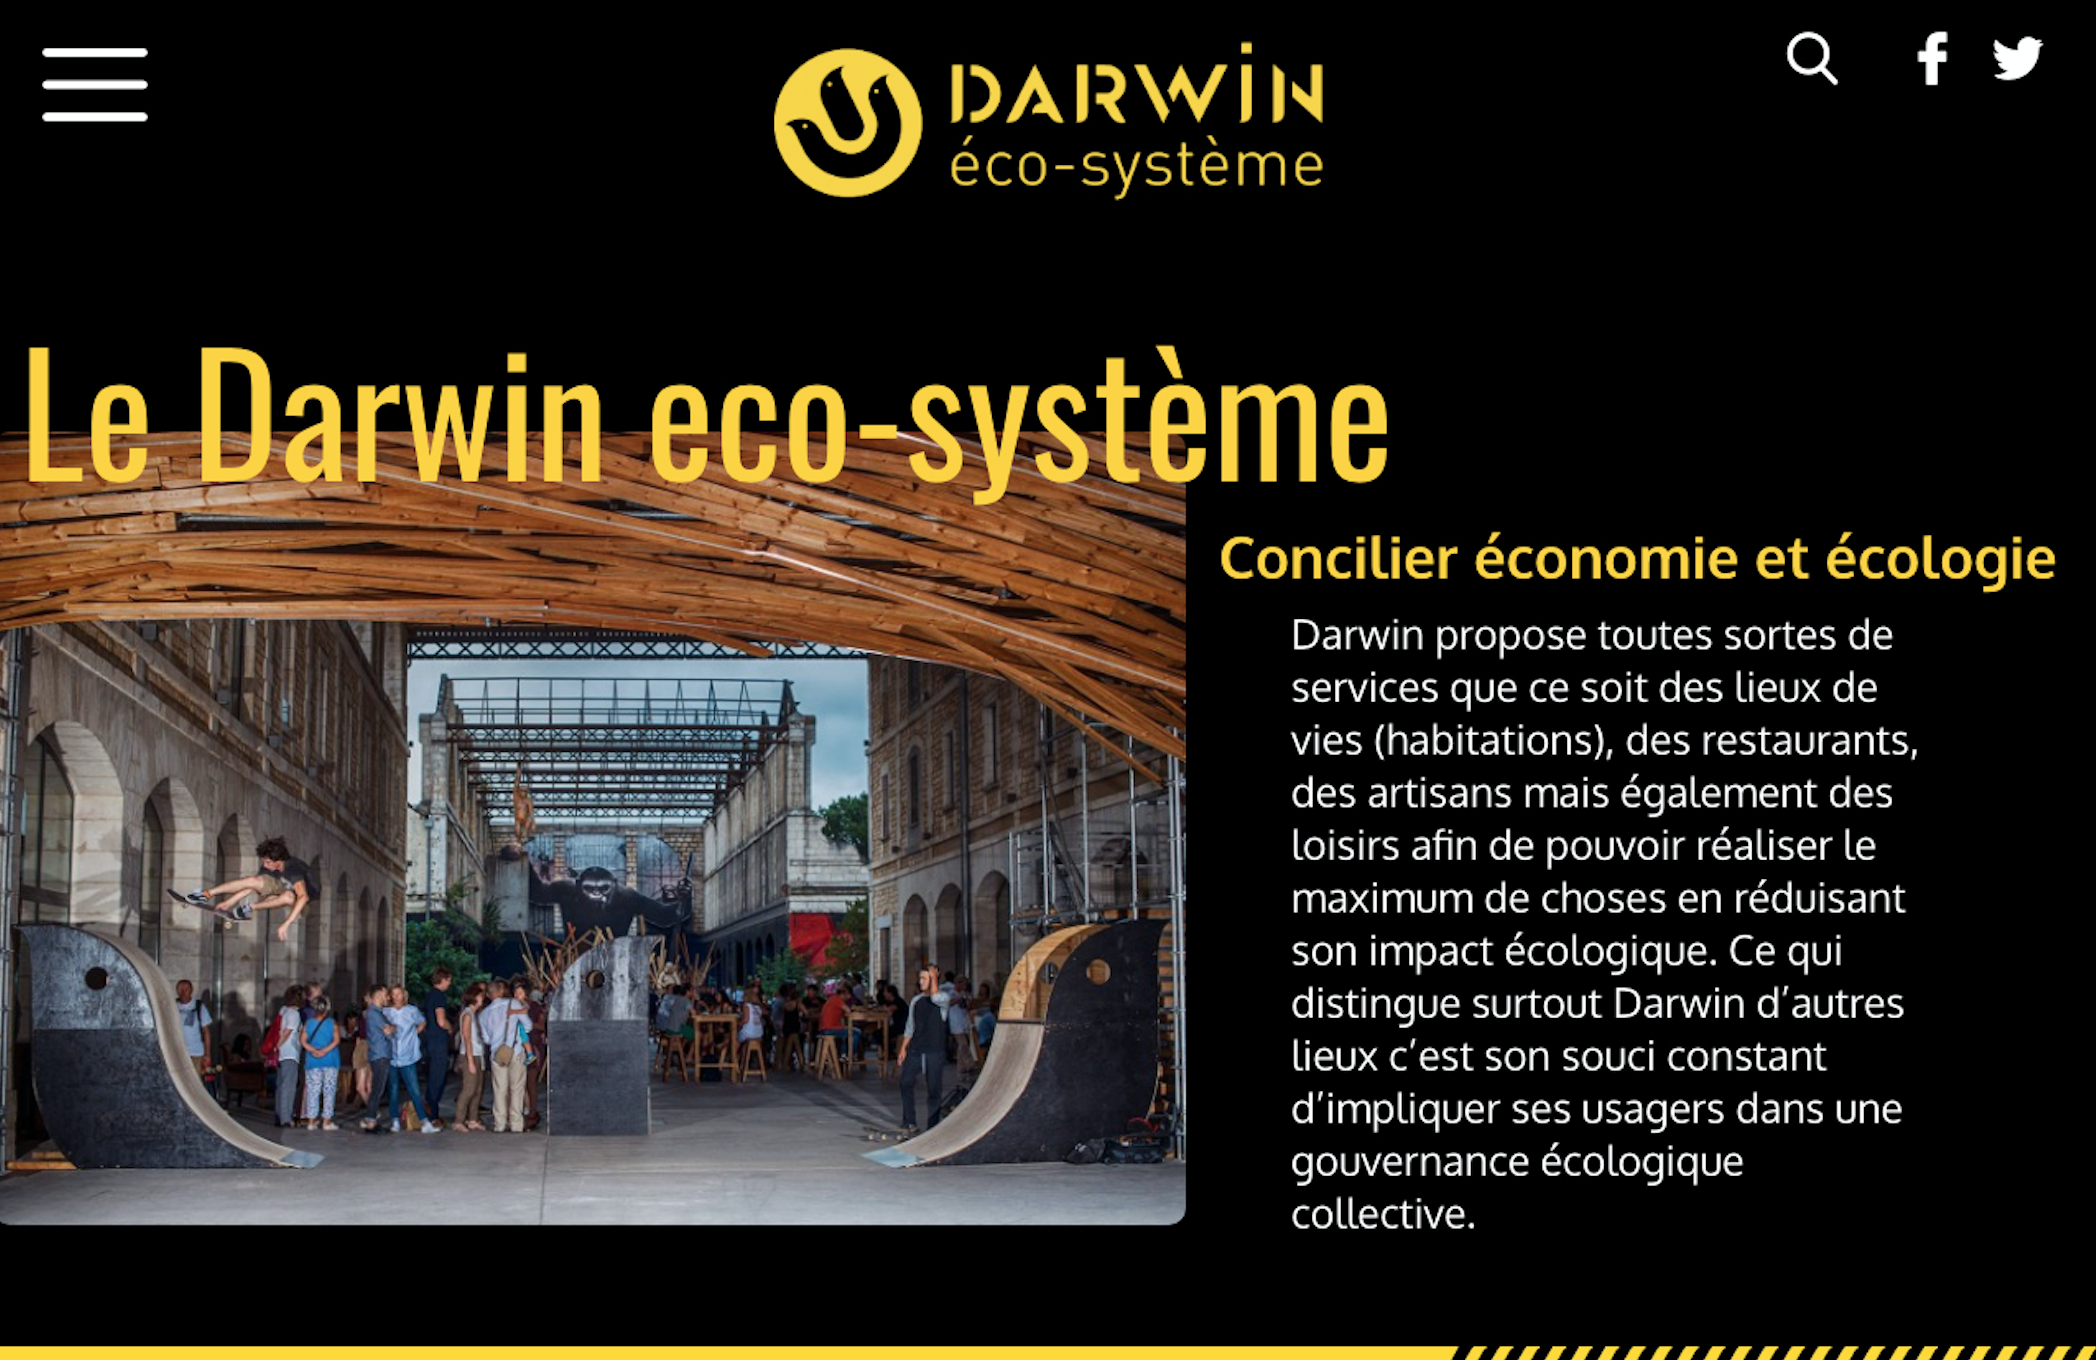 DARWIN
éco-système
Le Darwin eco-système
Concilier économie et écologie
Darwin propose toutes sortes de
services que ce soit des lieux de
vies (habitations), des restaurants,
des artisans mais également des
loisirs afin de pouvoir réaliser le
maximum de choses en réduisant
son impact écologique. Ce qui
distingue surtout Darwin d’autres
lieux c’est son souci constant
d’impliquer ses usagers dans une
gouvernance écologique
collective.